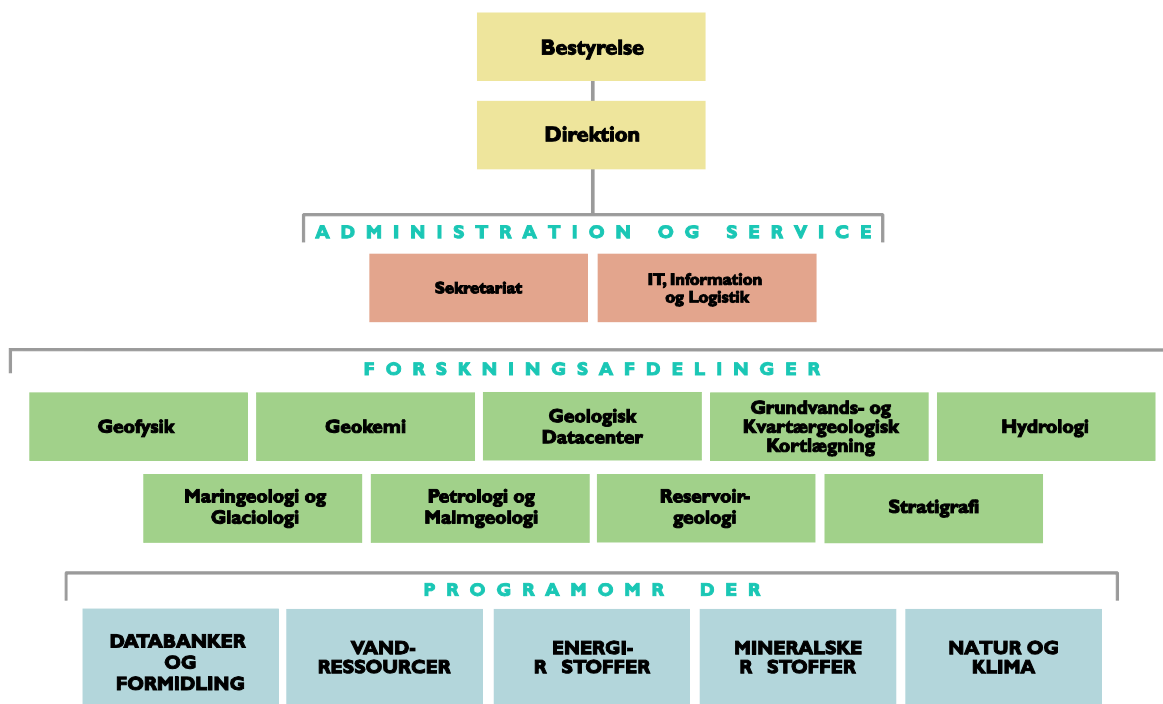 Bestyrelse
Direktion
ADMINISTRATION OG SERVICE
Sekretariat
IT, Information
og Logistik
FORSKNINGSAFDELINGER
Geofysik
Geokemi
Geologisk
Datacenter
Grundvands- og
Kvartærgeologisk
Kortlægning
Hydrologi
Maringeologi og
Glaciologi
Petrologi og
Malmgeologi
Reservoir-
geologi
Stratigrafi
PROGRAMOMR DER
DATABANKER
OG
FORMIDLING
VAND-
RESSOURCER
ENERGI-
R STOFFER
MINERALSKE
R STOFFER
NATUR OG
KLIMA